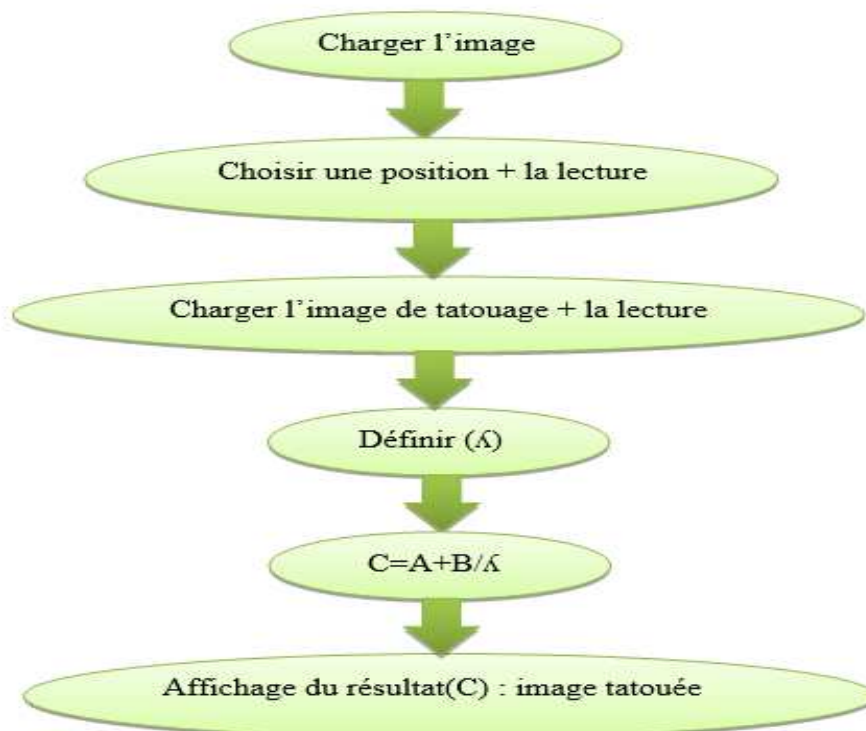 Charger l'image
Choisir une position + la lecture
Charger l'image de tatouage + la lecture
Définir (ʎ)
C=A+B/ʎ
Affichage du résultat(C) : image tatouée